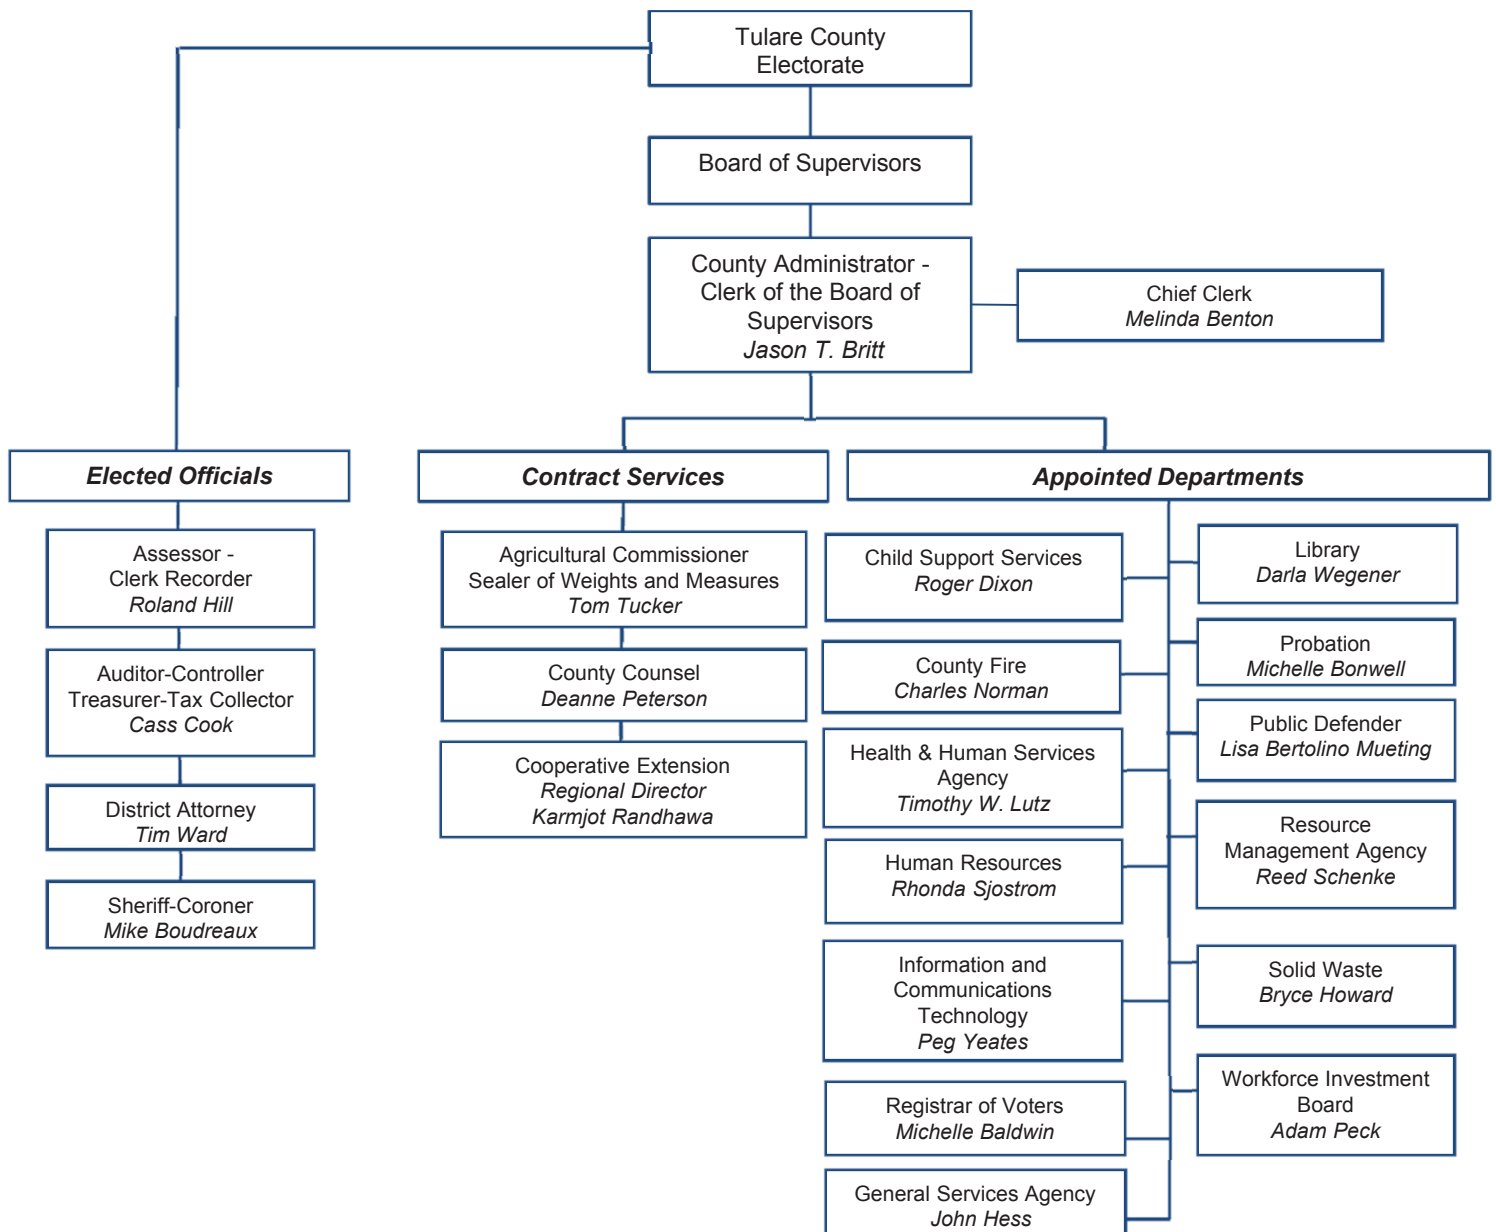 Tulare County
Electorate
Board of Supervisors
County Administrator -
Clerk of the Board of
Supervisors
Jason T. Britt
Chief Clerk
Melinda Benton
Elected Officials
Assessor -
Clerk Recorder
Roland Hill
Auditor-Controller
Treasurer-Tax Collector
Cass Cook
District Attorney
Tim Ward
Sheriff-Coroner
Mike Boudreaux
Contract Services
Agricultural Commissioner
Sealer of Weights and Measures
Tom Tucker
County Counsel
Deanne Peterson
Cooperative Extension
Regional Director
Karmjot Randhawa
Appointed Departments
Child Support Services
Roger Dixon
County Fire
Charles Norman
Health & Human Services
Agency
Timothy W. Lutz
Human Resources
Rhonda Sjostrom
Information and
Communications
Technology
Peg Yeates
Registrar of Voters
Michelle Baldwin
General Services Agency
John Hess
Library
Darla Wegener
Probation
Michelle Bonwell
Public Defender
Lisa Bertolino Mueting
Resource
Management Agency
Reed Schenke
Solid Waste
Bryce Howard
Workforce Investment
Board
Adam Peck